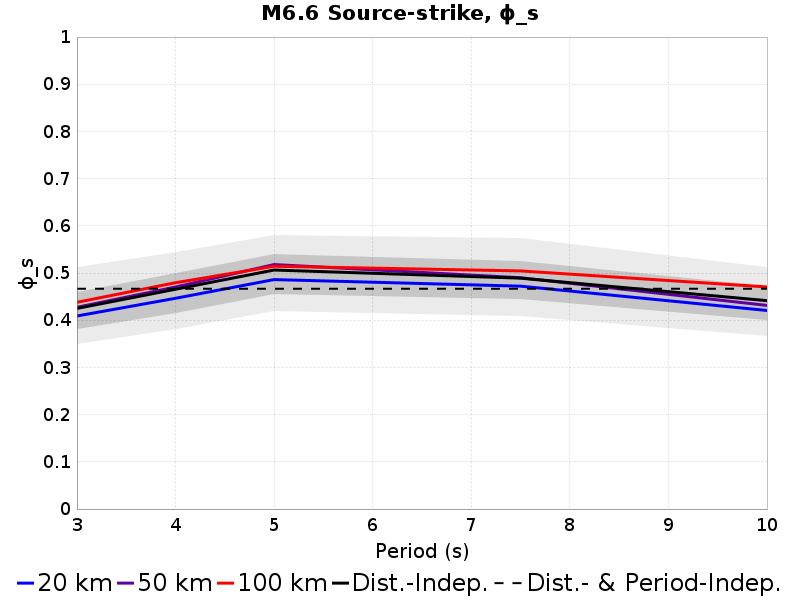 M6.6 Source-strike, ϕ_s
1
0.9
0.8
0.7
0.6
0.5
0.4
0.3
0.2
0.1
0
ϕ_s
3 4 5 6 7 8 9 10
Period (s)
20 km 50 km 100 km Dist.-Indep. Dist.- & Period-Indep.